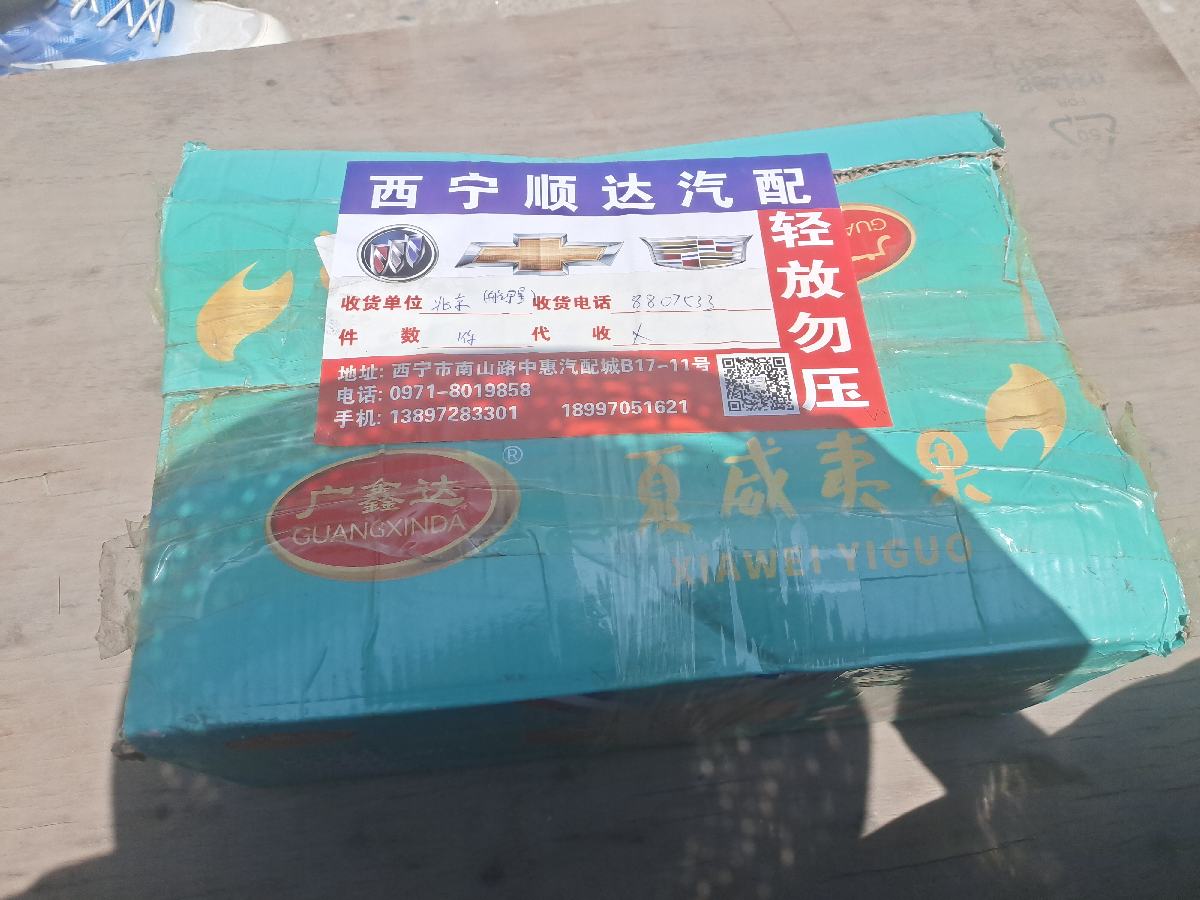 西宁顺达汽配
轻放勿压
收货单位
收货电话 8807533
件数
代收
地址: 西宁市南山路中惠汽配城B17-11号
电话: 0971-8019858
手机: 13897283301 18997051621
GUA
广鑫达
®
GUANGXINDA
夏威夷果
XIAWEI YIGUO